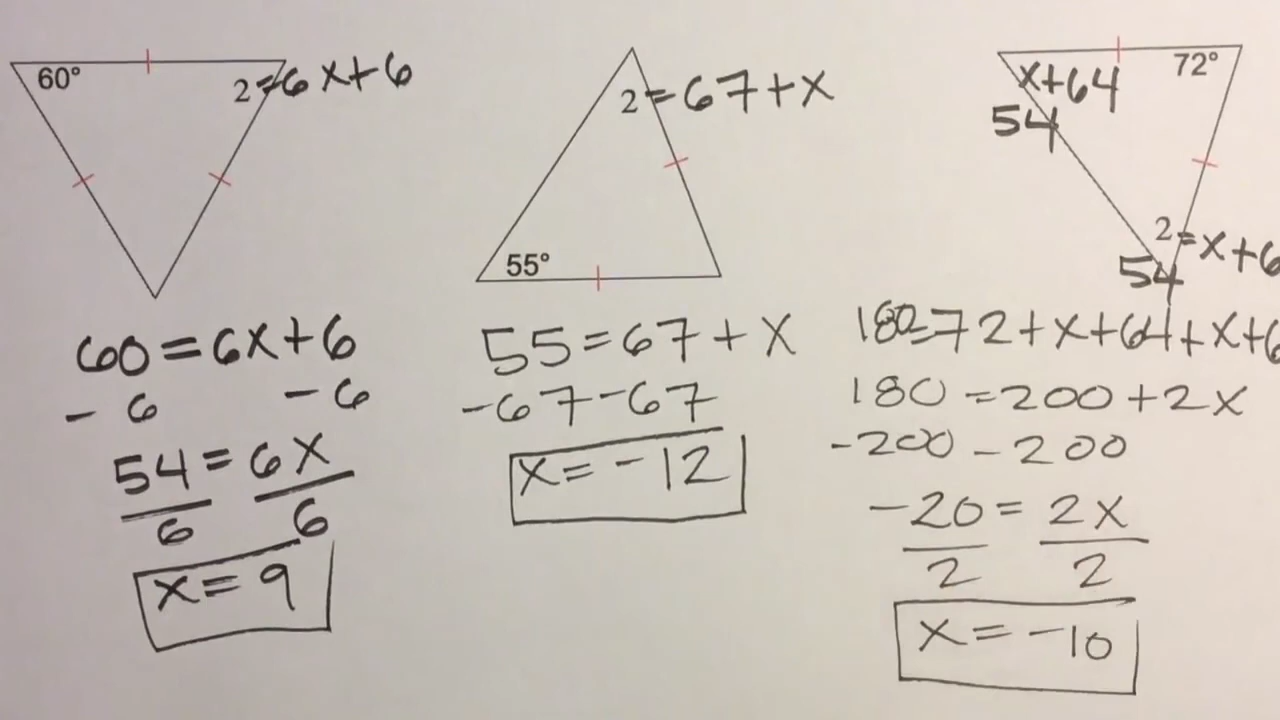 60°
2=6x+6
60=6x+6
- 6 - 6
54=6x
6 6
x=9
2=67+x
55°
55=67+x
-67-67
x=-12
72°
x+64
54
2=x+6
54
180=72+x+64+x+6
180=200+2x
-200-200
-20=2x
2 2
x=-10